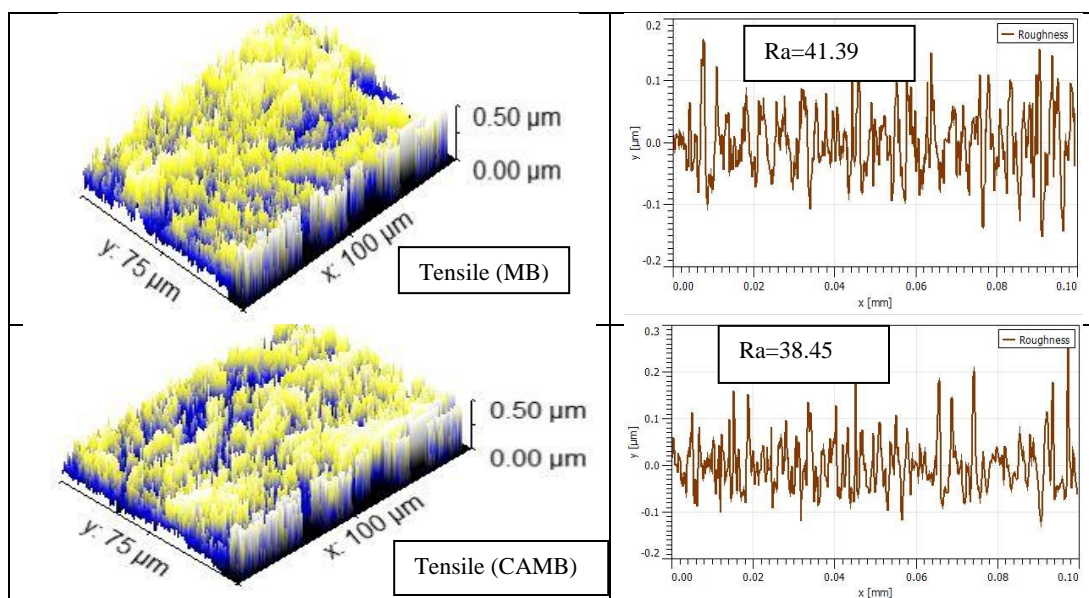 0.50 µm
0.00 µm
x: 100 µm
y: 75 µm
Tensile (MB)
Ra=41.39
Roughness
0.2
0.1
0.0
-0.1
-0.2
y [µm]
0.00 0.02 0.04 0.06 0.08 0.10
x [mm]
0.50 µm
0.00 µm
x: 100 µm
y: 75 µm
Tensile (CAMB)
Ra=38.45
Roughness
0.3
0.2
0.1
0.0
-0.1
-0.2
y [µm]
0.00 0.02 0.04 0.06 0.08 0.10
x [mm]